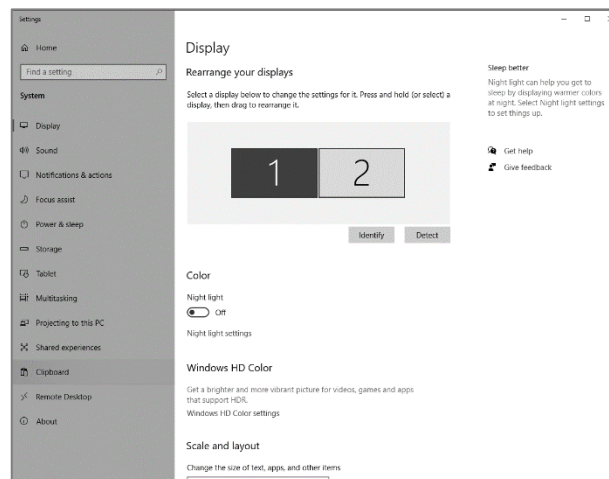 Settings
Home
Find a setting
System
Display
Sound
Notifications & actions
Focus assist
Power & sleep
Storage
Tablet
Multitasking
Projecting to this PC
Shared experiences
Clipboard
Remote Desktop
About
Display
Rearrange your displays
Select a display below to change the settings for it. Press and hold (or select) a
display, then drag to rearrange it.
1 2
Identify Detect
Color
Night light
Off
Night light settings
Windows HD Color
Get a brighter and more vibrant picture for videos, games and apps
that support HDR.
Windows HD Color settings
Scale and layout
Change the size of text, apps, and other items
Sleep better
Night light can help you get to
sleep by displaying warmer colors
at night. Select Night light settings
to set things up.
Get help
Give feedback